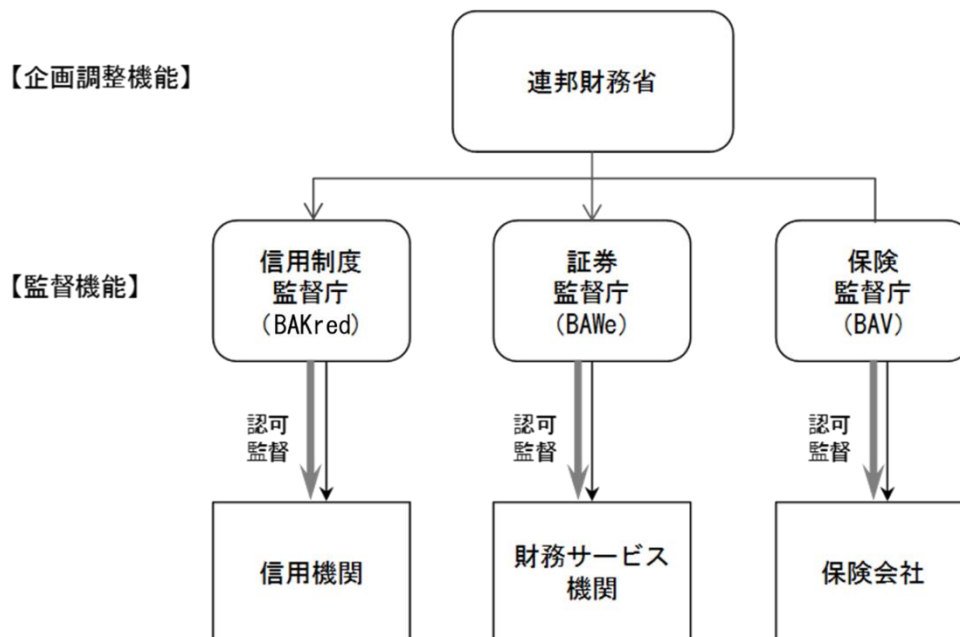 【企画調整機能】
連邦財務省
【監督機能】
信用制度
監督庁
（BAKred）
証券
監督庁
（BAWe）
保険
監督庁
（BAV）
認可
監督
認可
監督
認可
監督
信用機関
財務サービス
機関
保険会社